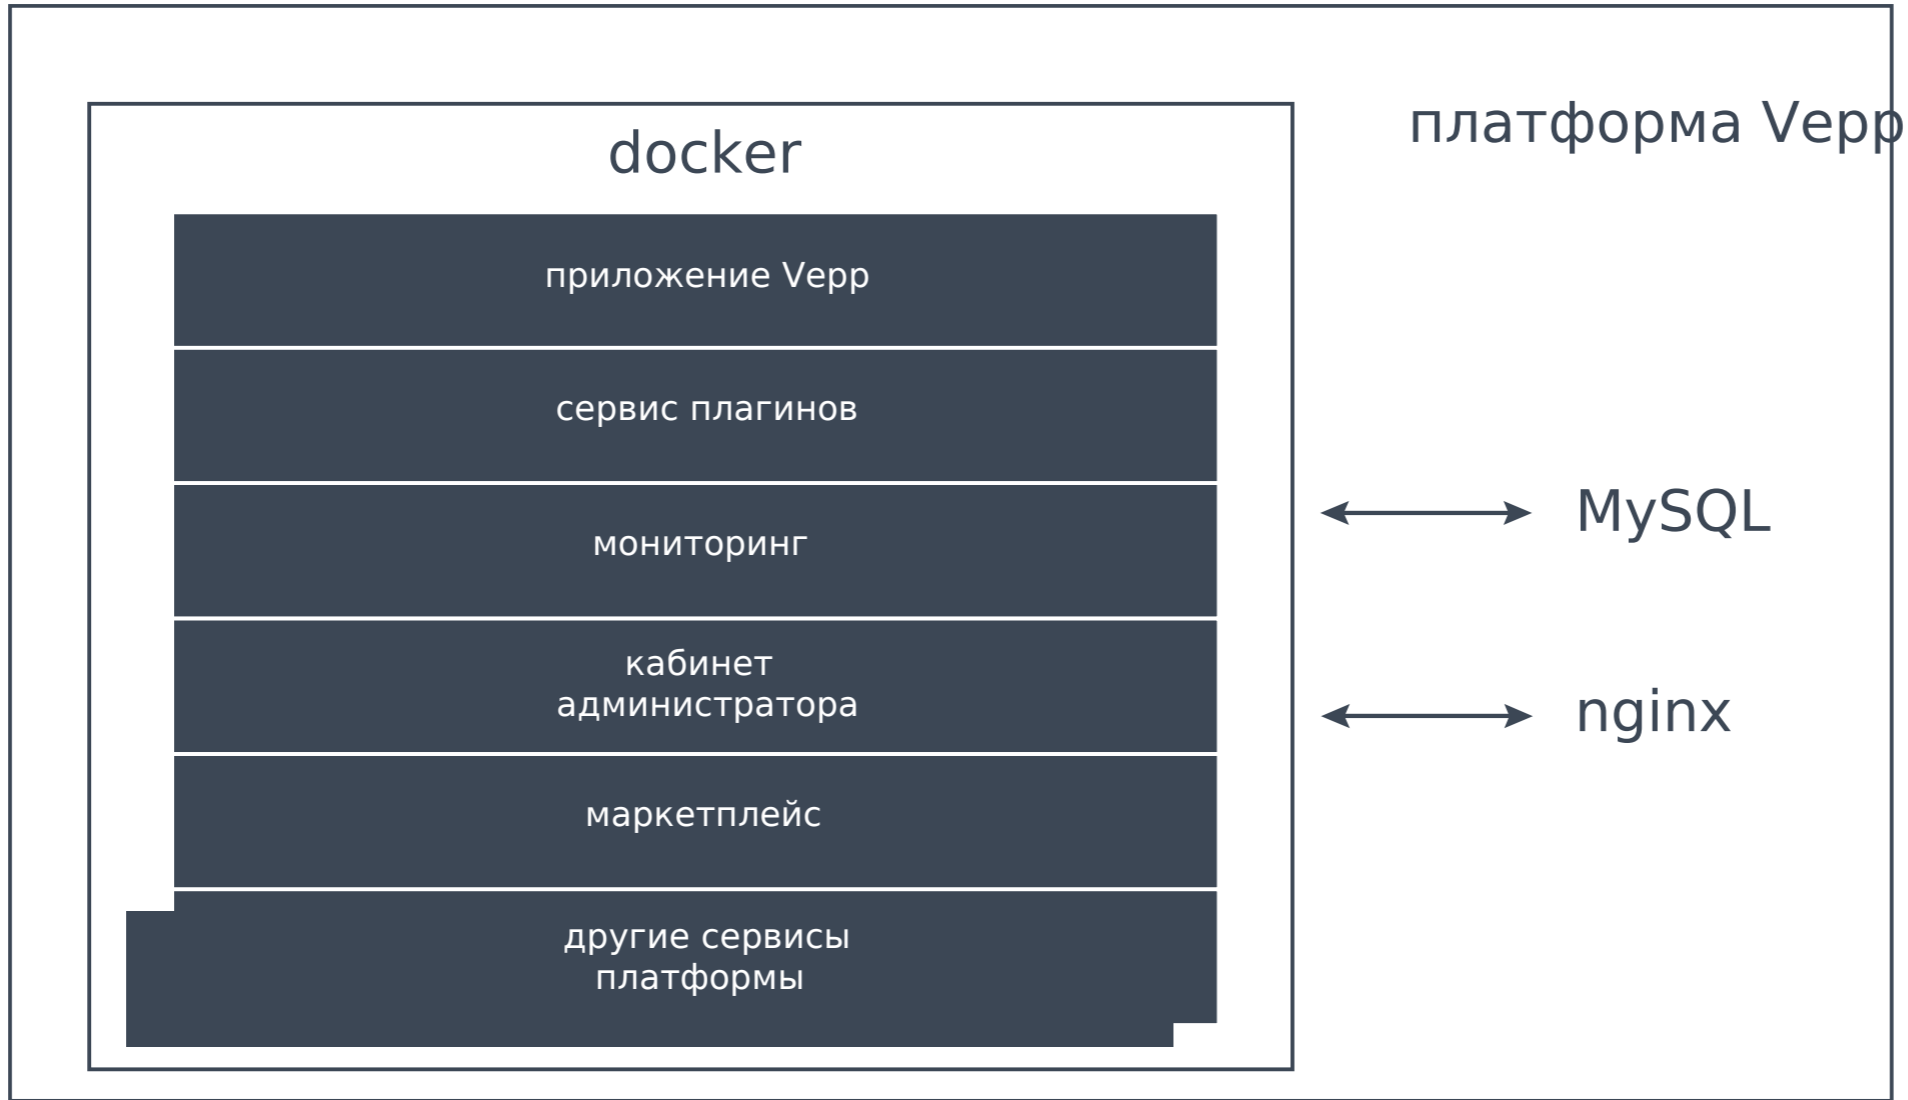 платформа Vepp
docker
приложение Vepp
сервис плагинов
мониторинг
кабинет
администратора
маркетплейс
другие сервисы
платформы
MySQL
nginx